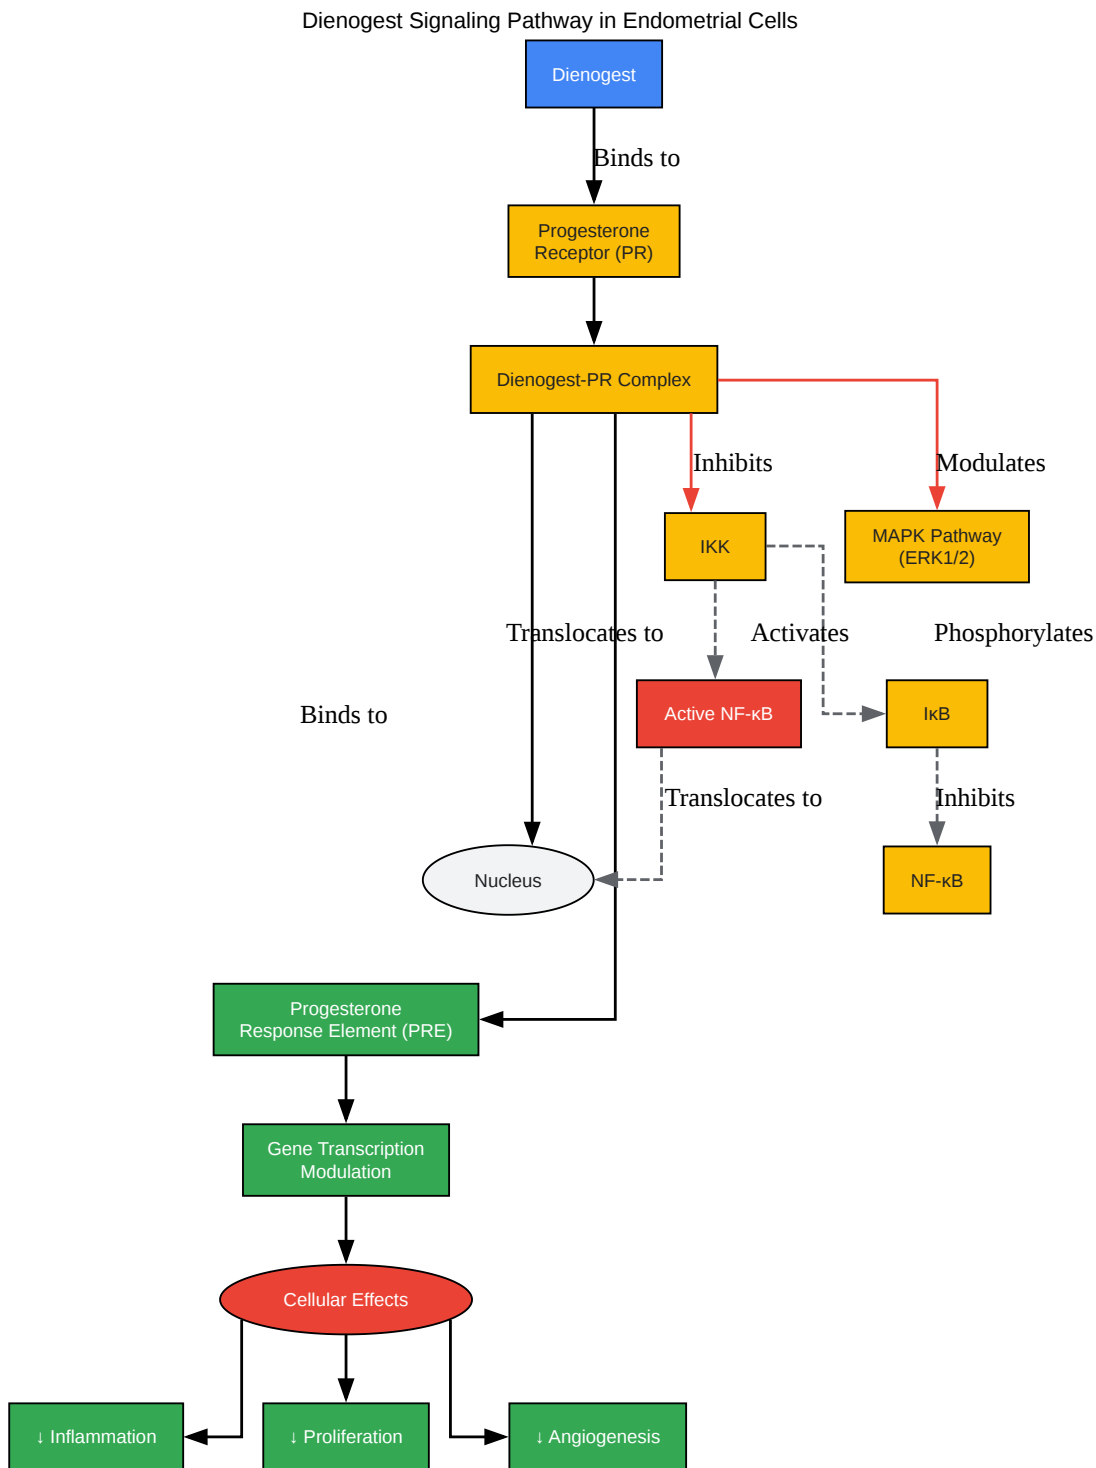 Dienogest Signaling Pathway in Endometrial Cells
Dienogest
Binds to
Progesterone
Receptor (PR)
Dienogest-PR Complex
Inhibits
Modulates
IKK
MAPK Pathway
(ERK1/2)
Translocates to
Activates
Phosphorylates
Binds to
Active NF-κB
IκB
Translocates to
Inhibits
Nucleus
NF-κB
Progesterone
Response Element (PRE)
Gene Transcription
Modulation
Cellular Effects
↓ Inflammation
↓ Proliferation
↓ Angiogenesis